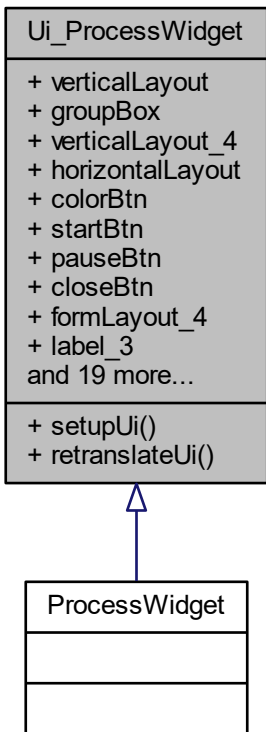 Ui_ProcessWidget
+ verticalLayout
+ groupBox
+ verticalLayout_4
+ horizontalLayout
+ colorBtn
+ startBtn
+ pauseBtn
+ closeBtn
+ formLayout_4
+ label_3
and 19 more...
+ setupUi()
+ retranslateUi()
ProcessWidget